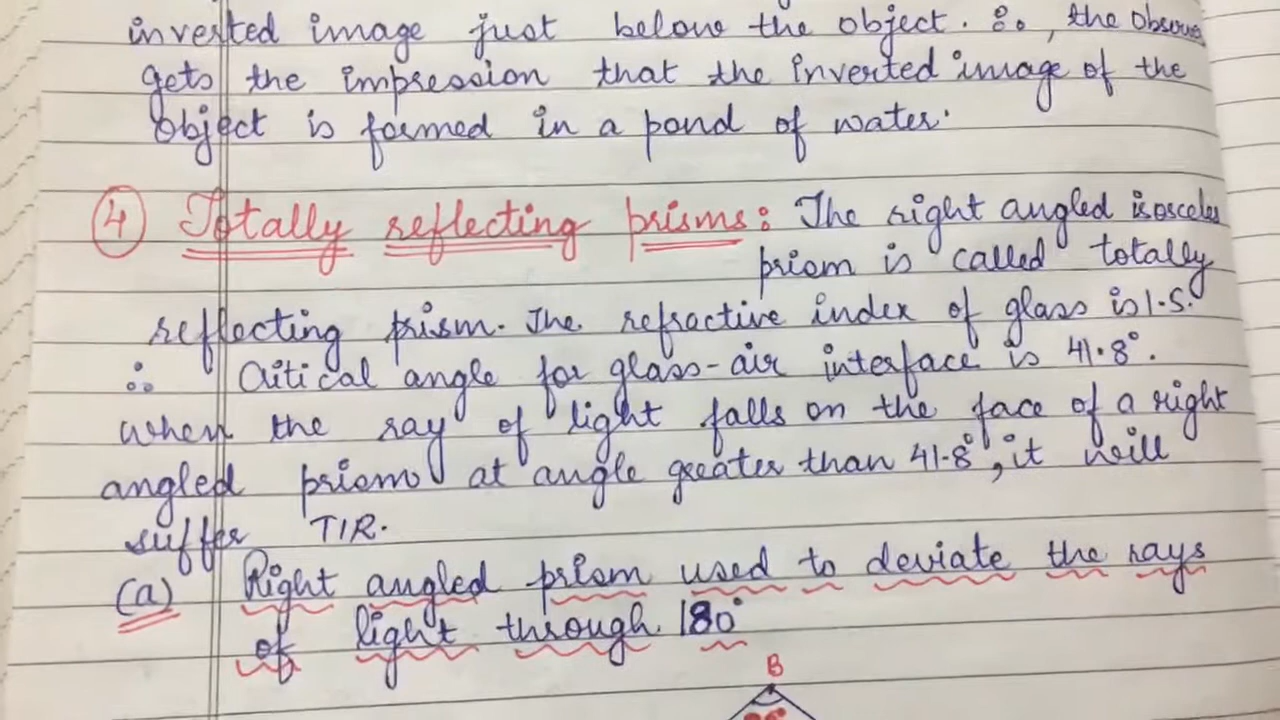 inverted image just below the object. ∴, the observer
gets the impression that the inverted image of the
object is formed in a pond of water.
④ Totally reflecting prisms: The right angled isosceles
prism is called totally
reflecting prism. The refractive index of glass is 1.5.
∴ Critical angle for glass-air interface is 41.8°.
when the ray of light falls on the face of a right
angled prism at angle greater than 41.8°, it will
suffer TIR.
(a) Right angled prism used to deviate the rays
of light through 180°
B